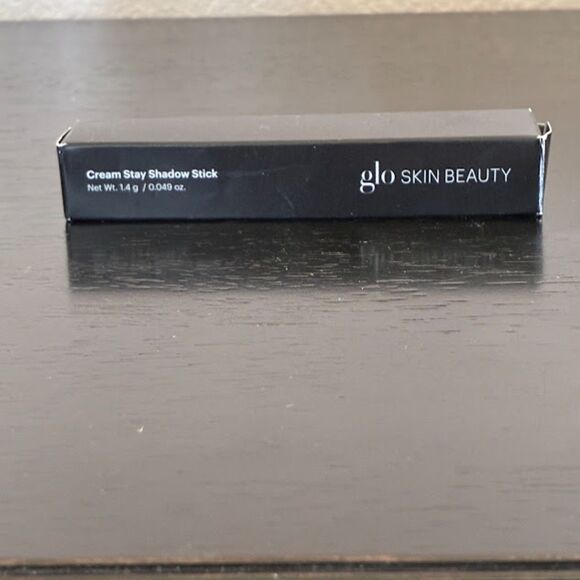 Cream Stay Shadow Stick
Net Wt. 1.4 g / 0.049 oz.
glo SKIN BEAUTY